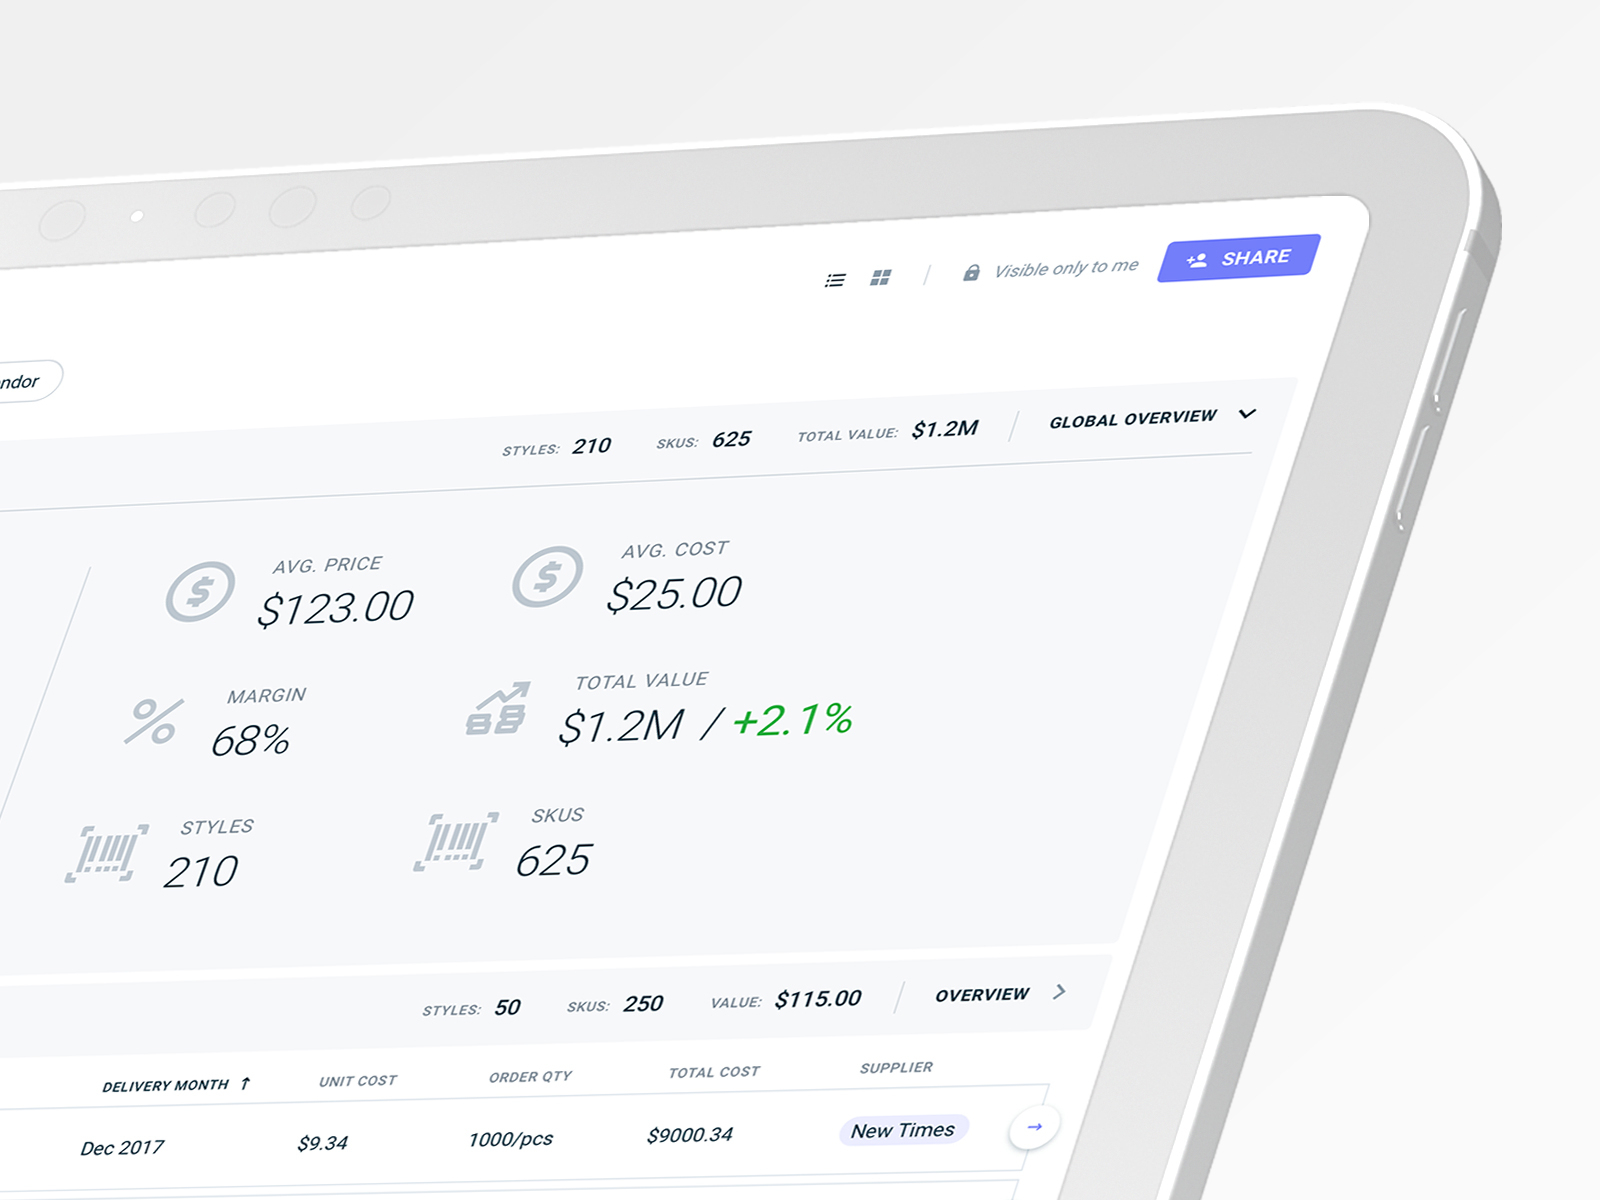 Visible only to me
SHARE
ndor
STYLES: 210 SKUS: 625 TOTAL VALUE: $1.2M GLOBAL OVERVIEW
AVG. PRICE AVG. COST
$123.00 $25.00
MARGIN TOTAL VALUE
68% $1.2M / +2.1%
STYLES SKUS
210 625
STYLES: 50 SKUS: 250 VALUE: $115.00 OVERVIEW
DELIVERY MONTH ↑ UNIT COST ORDER QTY TOTAL COST SUPPLIER
Dec 2017 $9.34 1000/pcs $9000.34 New Times